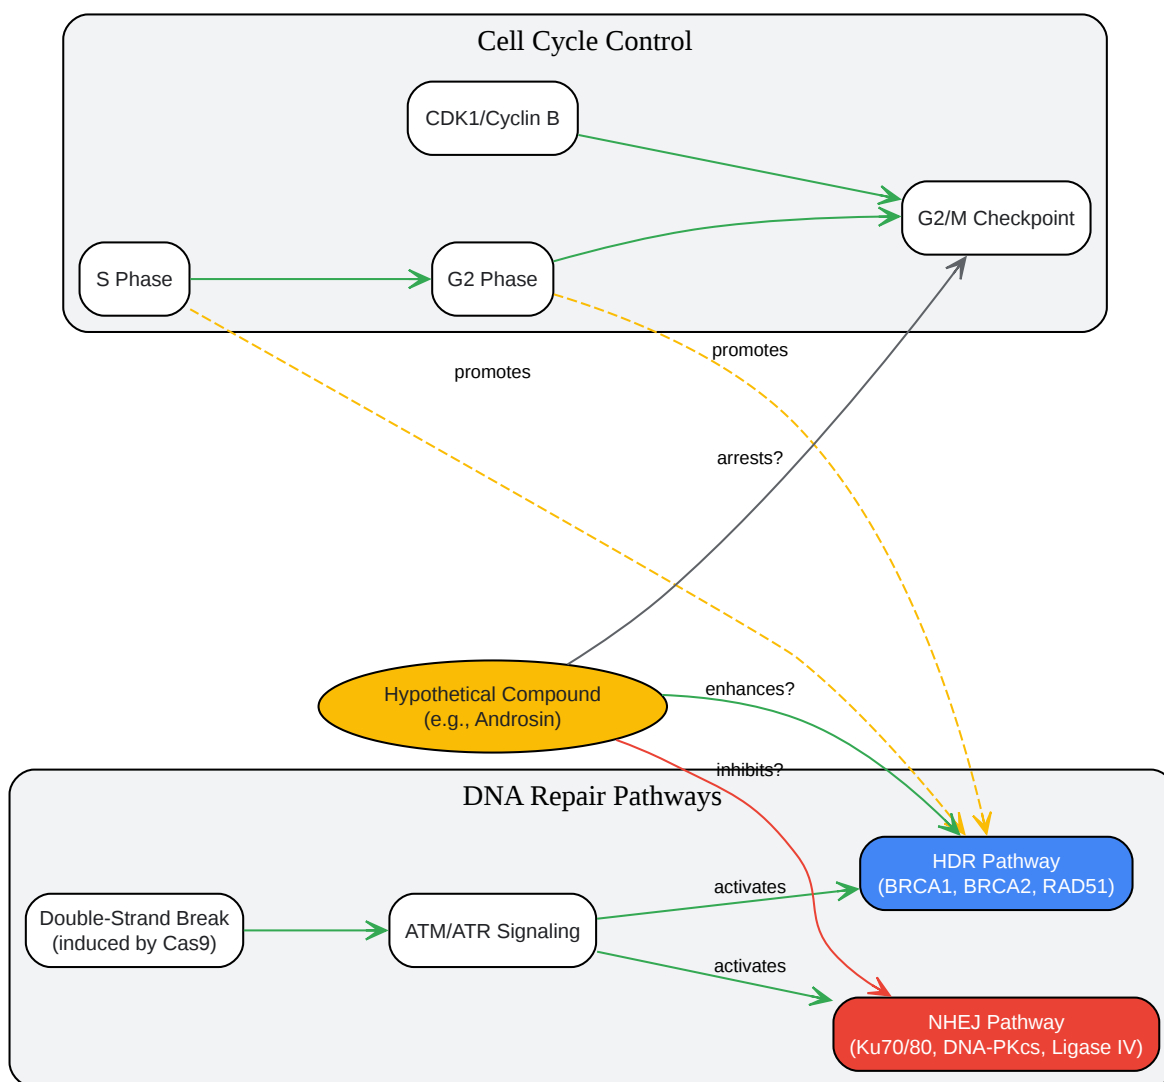 Cell Cycle Control
CDK1/Cyclin B
G2/M Checkpoint
S Phase
G2 Phase
promotes
promotes
arrests?
Hypothetical Compound
(e.g., Androsin)
enhances?
inhibits?
DNA Repair Pathways
HDR Pathway
(BRCA1, BRCA2, RAD51)
activates
Double-Strand Break
(induced by Cas9)
ATM/ATR Signaling
activates
NHEJ Pathway
(Ku70/80, DNA-PKcs, Ligase IV)